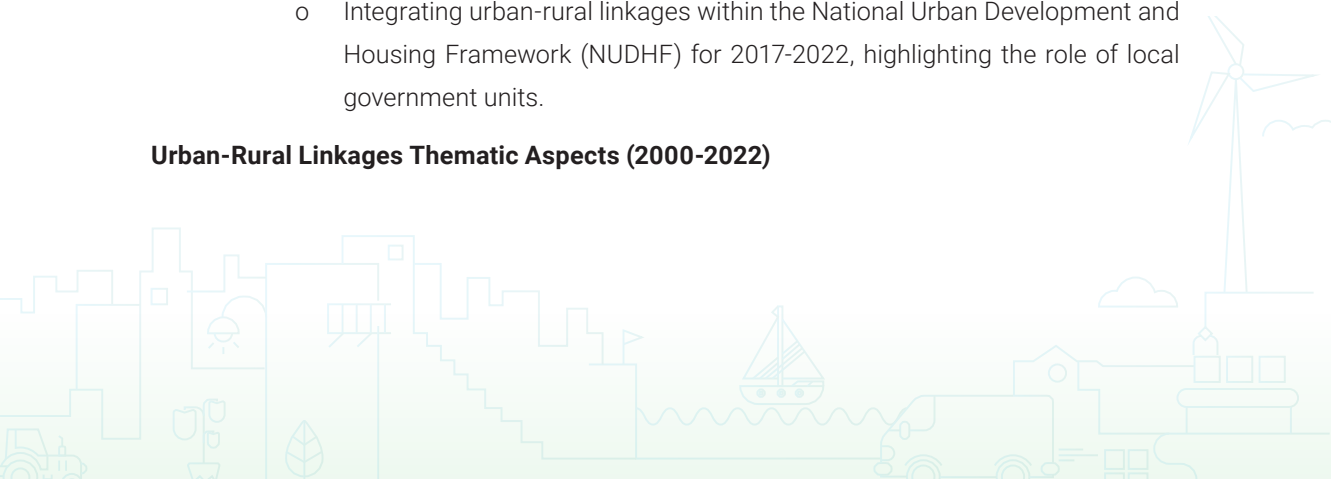 o Integrating urban-rural linkages within the National Urban Development and
Housing Framework (NUDHF) for 2017-2022, highlighting the role of local
government units.
Urban-Rural Linkages Thematic Aspects (2000-2022)